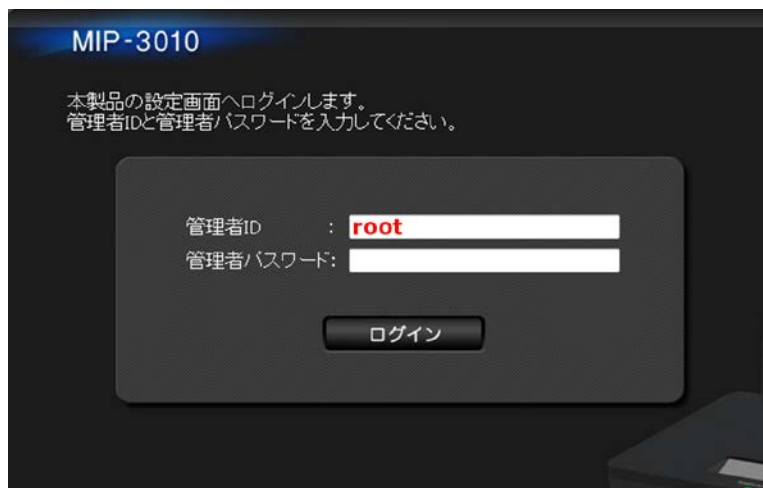 MIP-3010
本製品の設定画面へログインします。
管理者IDと管理者パスワードを入力してください。
管理者ID : root
管理者パスワード:
ログイン